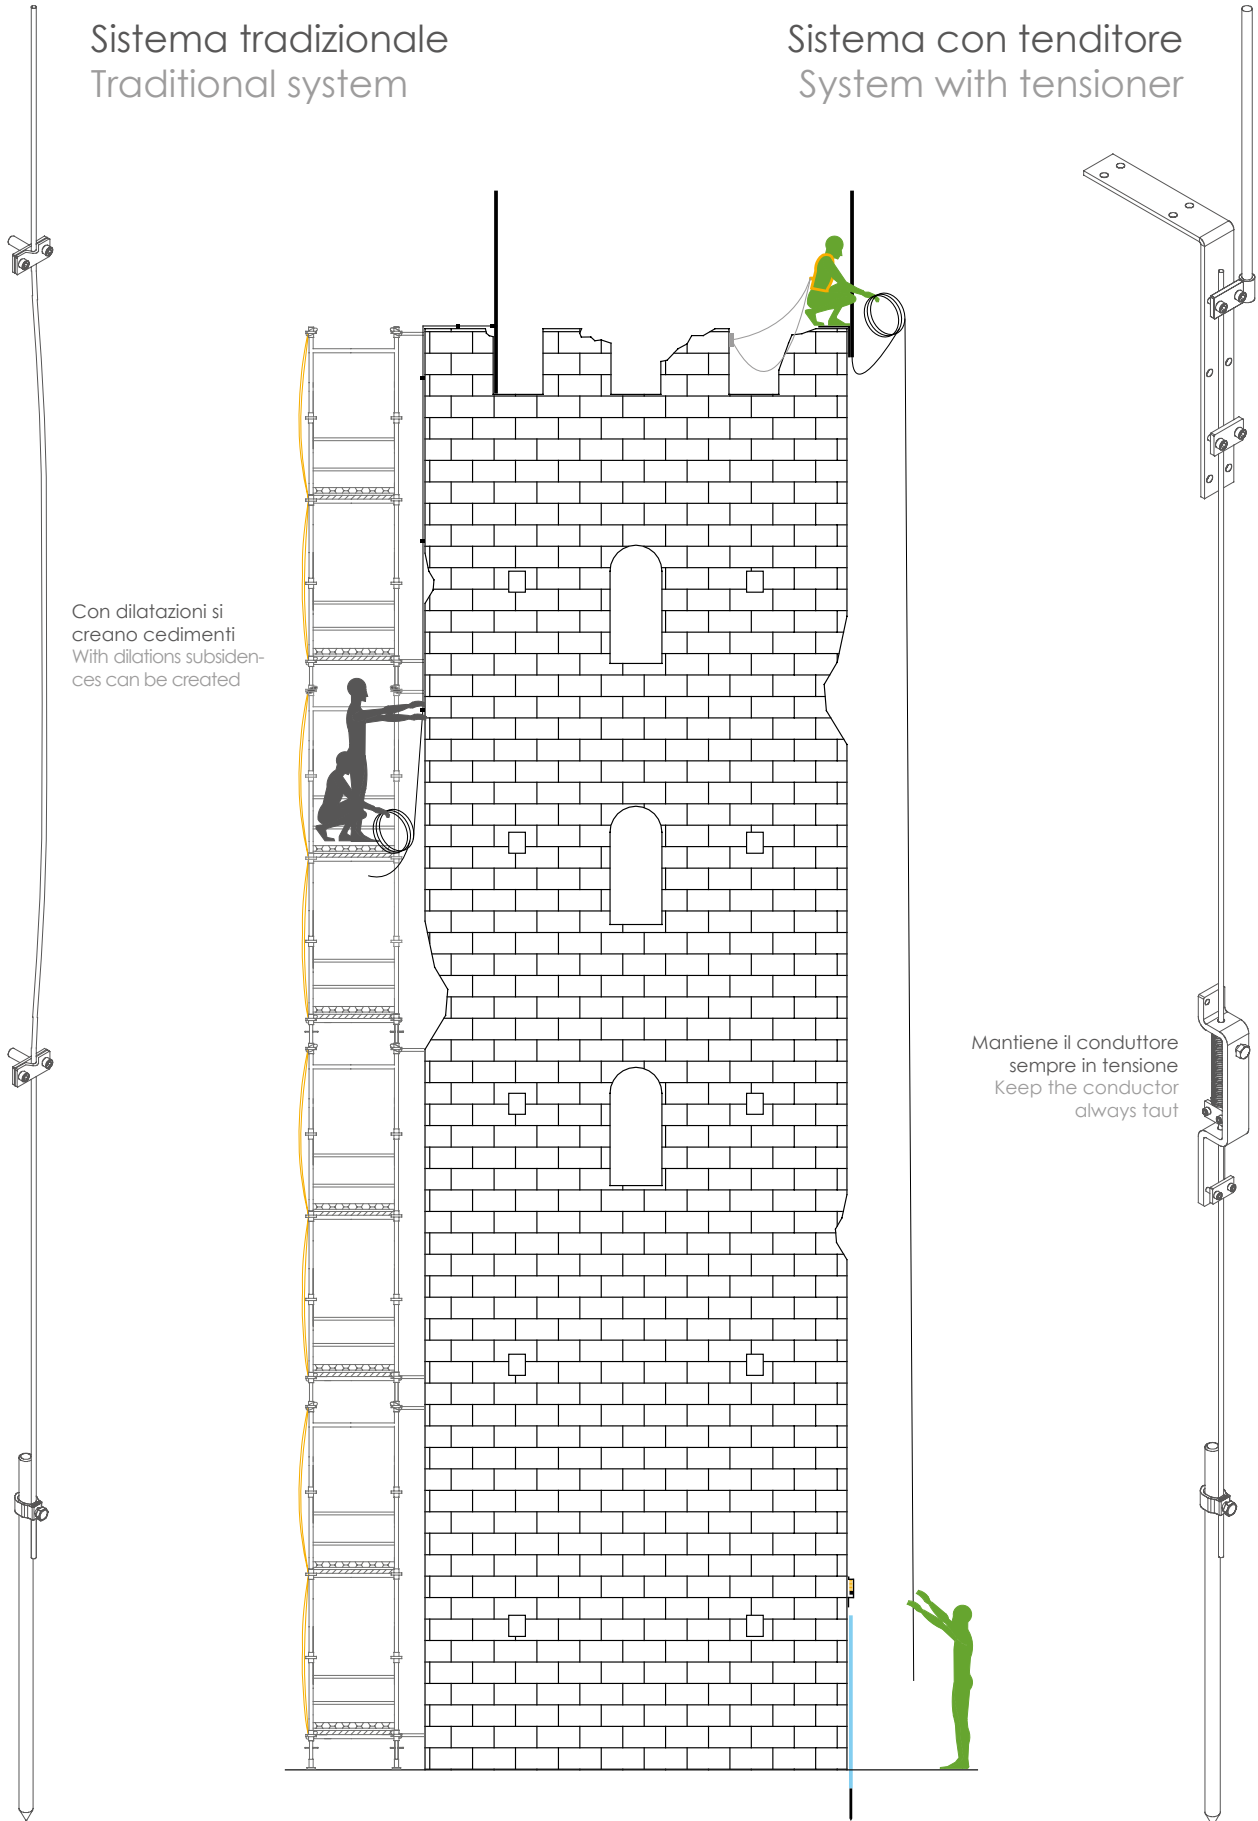 Sistema tradizionale
Traditional system
Sistema con tenditore
System with tensioner
Con dilatazioni si
creano cedimenti
With dilations subsiden-
ces can be created
Mantiene il conduttore
sempre in tensione
Keep the conductor
always taut